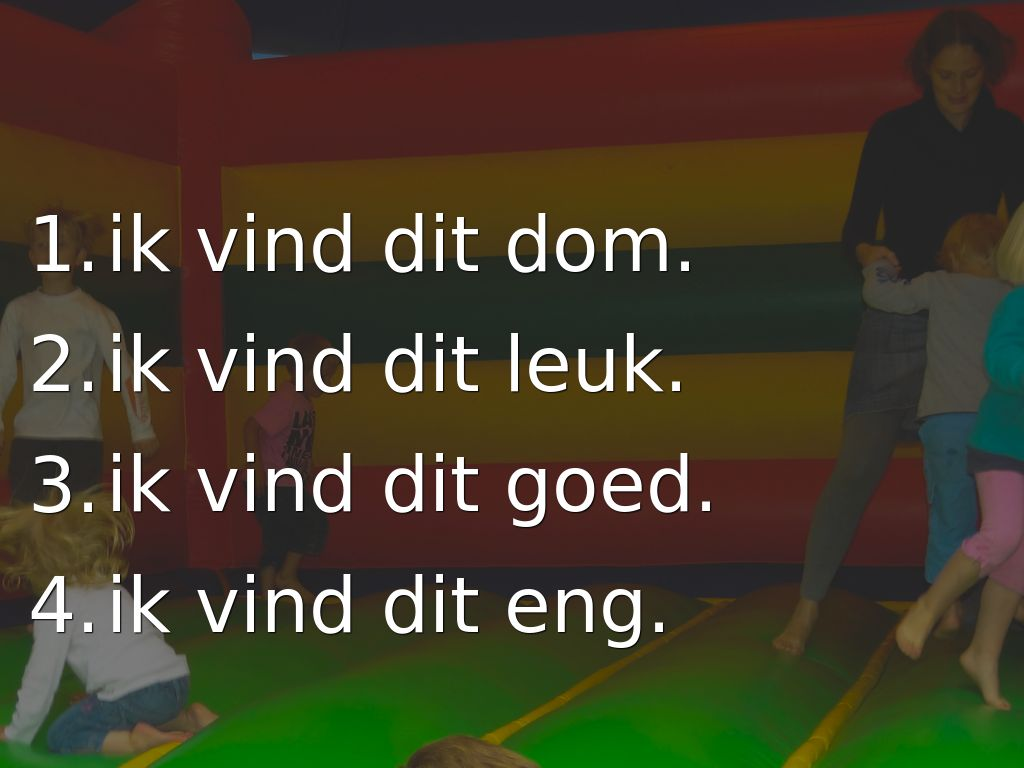 1. ik vind dit dom.
2. ik vind dit leuk.
3. ik vind dit goed.
4. ik vind dit eng.